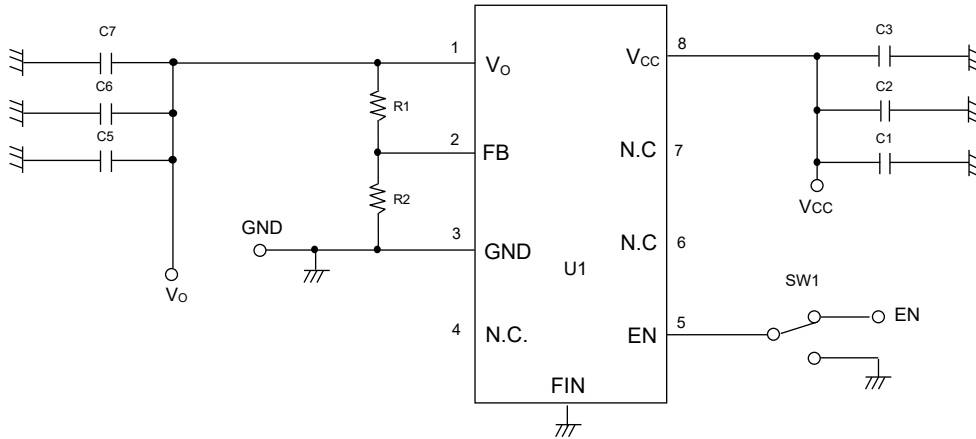 C7
C6
C5
VO
GND
R1
R2
1
2
3
4
VO
FB
GND
N.C.
U1
FIN
VCC
N.C
N.C
EN
8
7
6
5
C3
C2
C1
VCC
SW1
EN